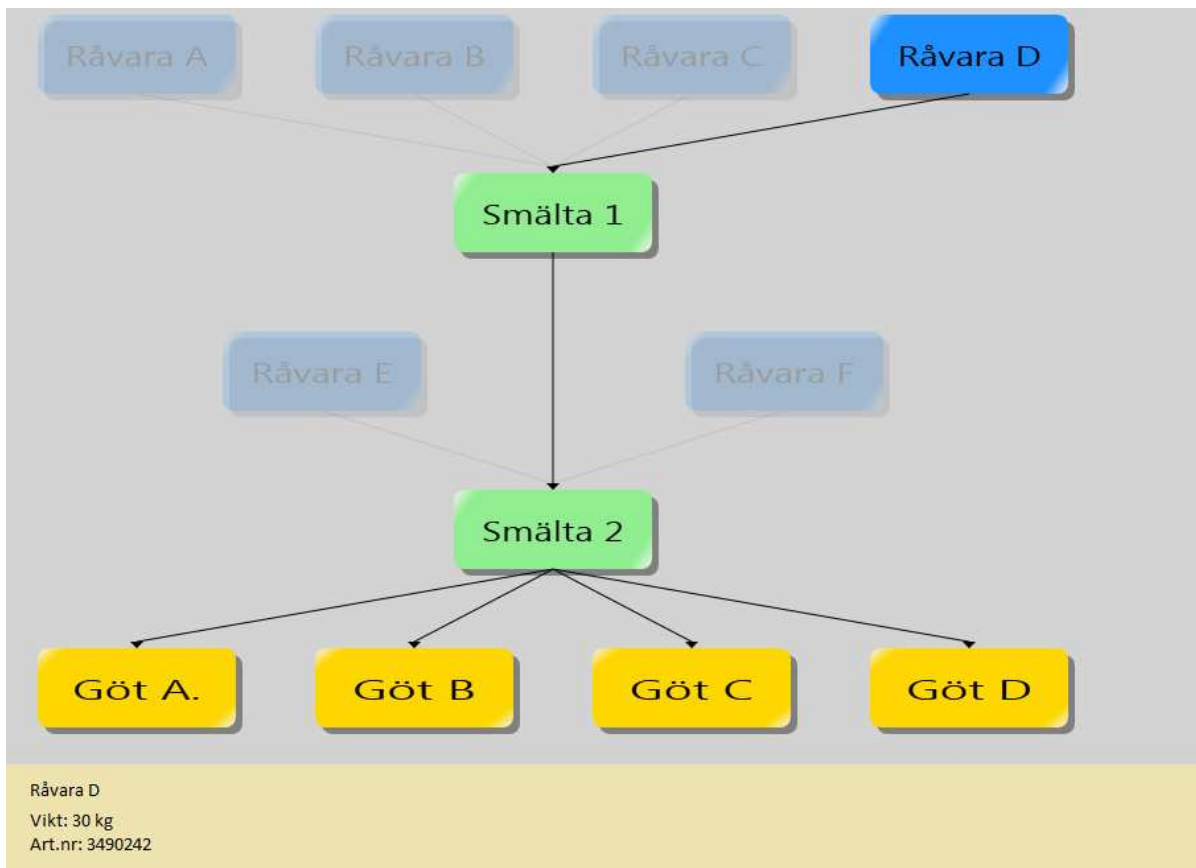 Råvara A
Råvara B
Råvara C
Råvara D
Smälta 1
Råvara E
Råvara F
Smälta 2
Göt A.
Göt B
Göt C
Göt D
Råvara D
Vikt: 30 kg
Art.nr: 3490242